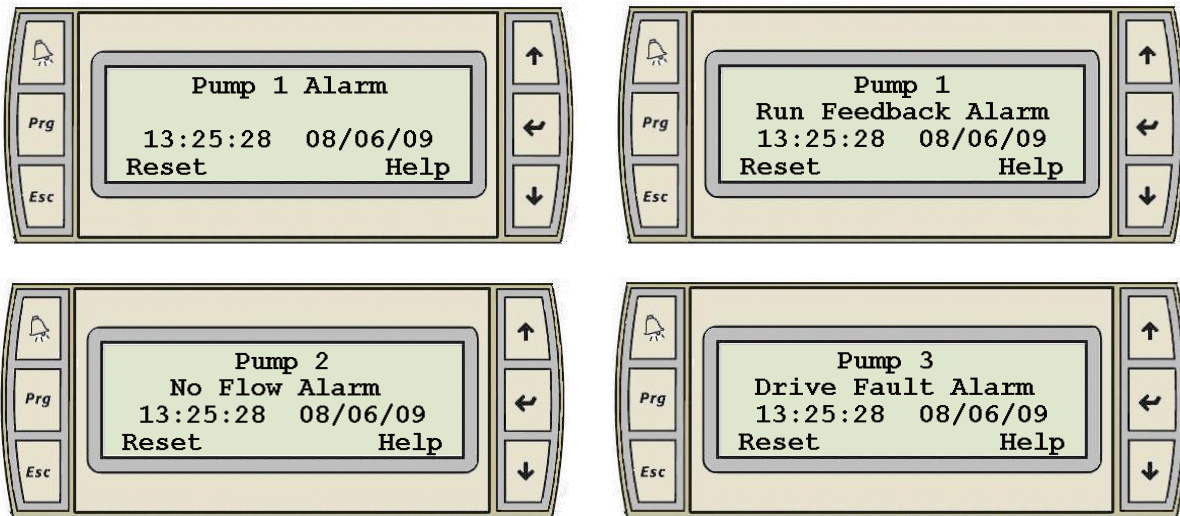 Pump 1 Alarm
13:25:28 08/06/09
Reset Help
Prg
Esc
Pump 1
Run Feedback Alarm
13:25:28 08/06/09
Reset Help
Prg
Esc
Pump 2
No Flow Alarm
13:25:28 08/06/09
Reset Help
Prg
Esc
Pump 3
Drive Fault Alarm
13:25:28 08/06/09
Reset Help
Prg
Esc